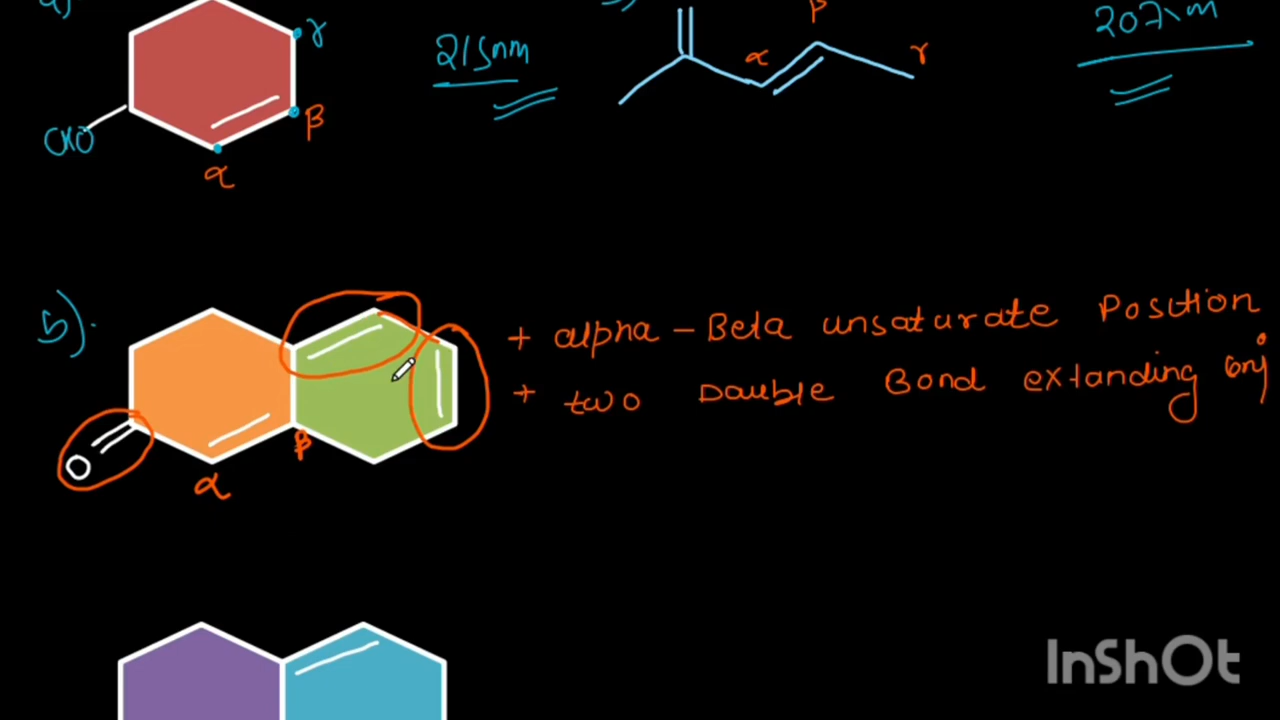 γ
215nm
β
α
γ
207nm
CHO
β
α
b).
+ alpha - Beta unsaturate Position
+ two Double Bond extanding
O
β
α
InShOt